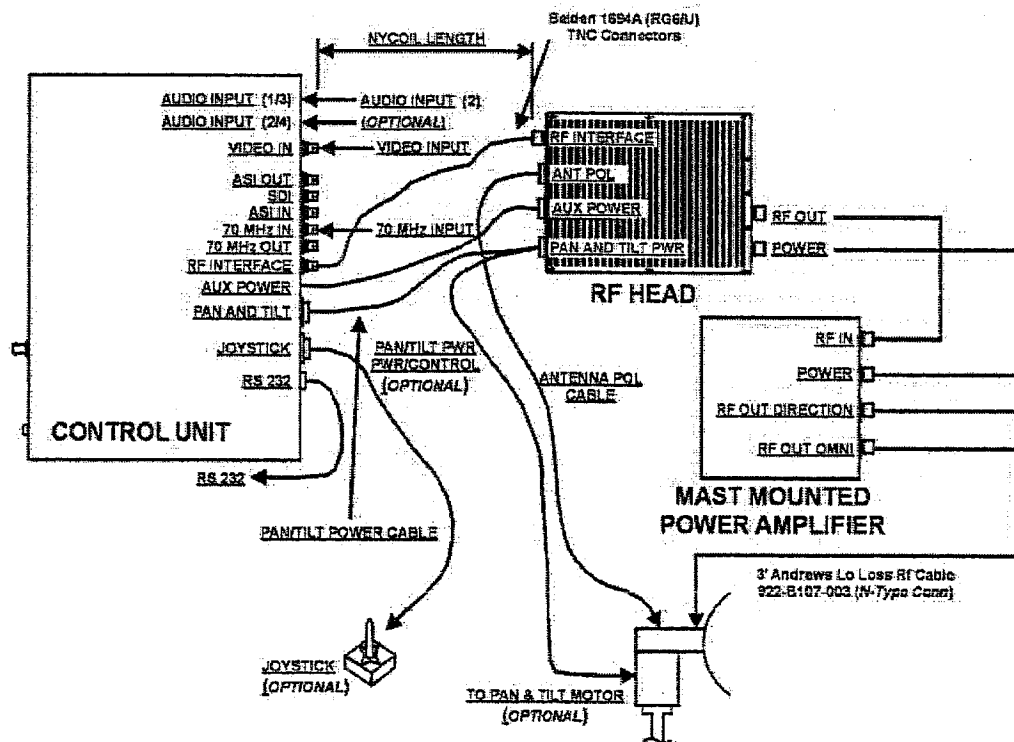 Belden 1694A (RG6/U)
TNC Connectors
NYCOIL LENGTH
AUDIO INPUT (1/3)
AUDIO INPUT (2)
AUDIO INPUT (2/4)
(OPTIONAL)
VIDEO IN
VIDEO INPUT
ASI OUT
SDI
ASI IN
70 MHz IN
70 MHz INPUT
70 MHz OUT
RF INTERFACE
AUX POWER
PAN AND TILT
JOYSTICK
RS 232
CONTROL UNIT
RS 232
RF INTERFACE
ANT POL
AUX POWER
PAN AND TILT PWR
RF OUT
POWER
RF HEAD
PAN/TILT PWR
PWR/CONTROL
(OPTIONAL)
ANTENNA POL
CABLE
RF IN
POWER
RF OUT DIRECTION
RF OUT OMNI
MAST MOUNTED
POWER AMPLIFIER
PAN/TILT POWER CABLE
3' Andrews Lo Loss Rf Cable
922-B107-003 (N-Type Conn)
JOYSTICK
(OPTIONAL)
TO PAN & TILT MOTOR
(OPTIONAL)